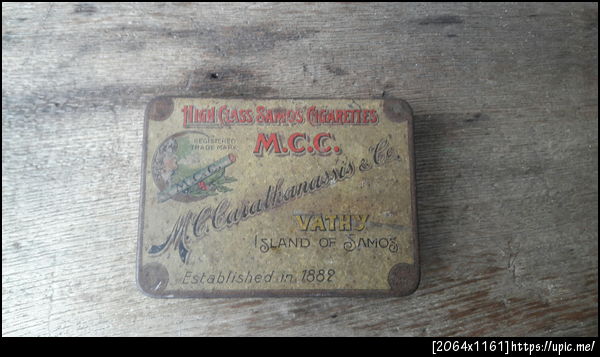 HIGH CLASS SAMOS CIGARETTES
REGISTERED
TRADE MARK
M.C.C.
M.C.C.
M.C.Carathanassis & Co.
VATHY
ISLAND OF SAMOS
Established in 1882
[2064x1161]https://upic.me/